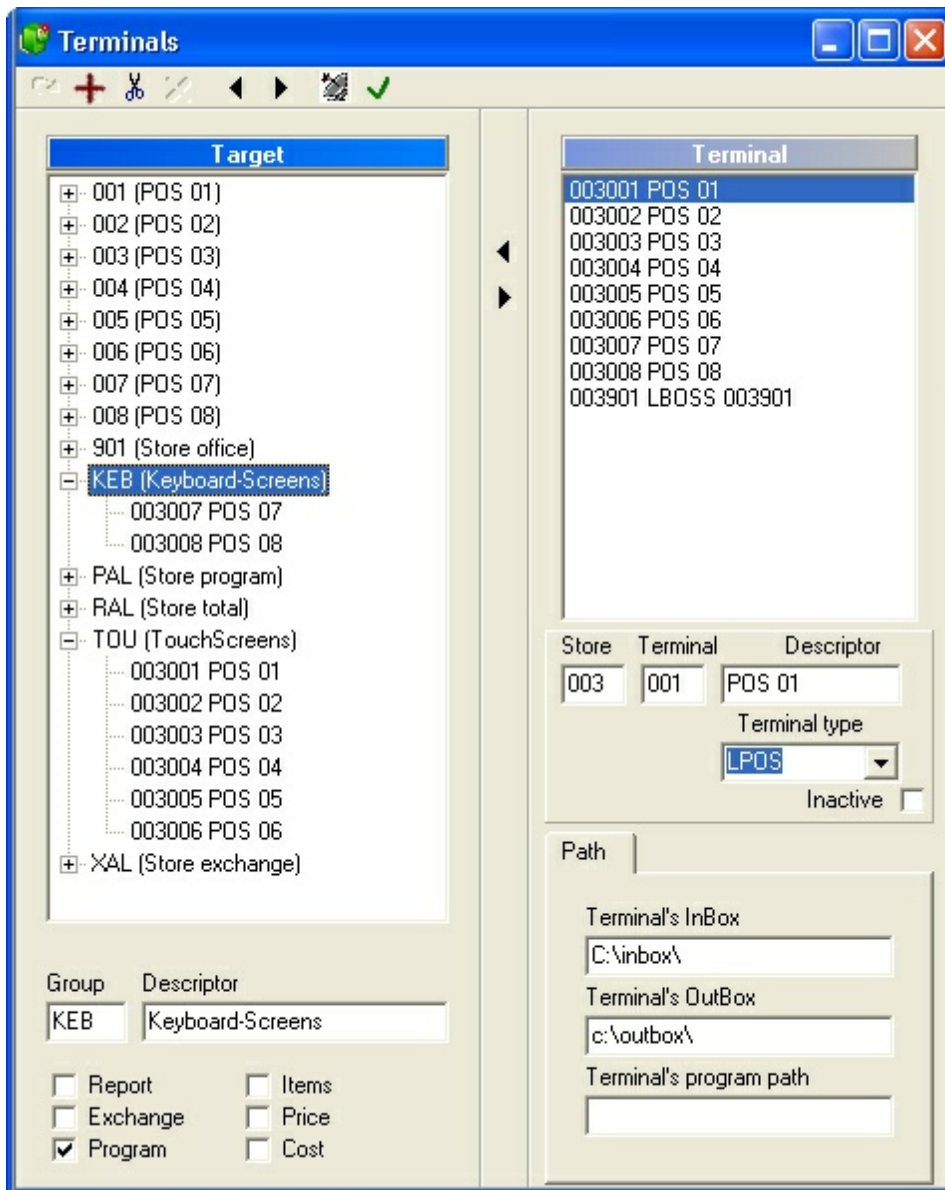 Terminals
Target
001 (POS 01)
002 (POS 02)
003 (POS 03)
004 (POS 04)
005 (POS 05)
006 (POS 06)
007 (POS 07)
008 (POS 08)
901 (Store office)
KEB (Keyboard-Screens)
003007 POS 07
003008 POS 08
PAL (Store program)
RAL (Store total)
TOU (TouchScreens)
003001 POS 01
003002 POS 02
003003 POS 03
003004 POS 04
003005 POS 05
003006 POS 06
XAL (Store exchange)
Group Descriptor
KEB Keyboard-Screens
Report Items
Exchange Price
Program Cost
Terminal
003001 POS 01
003002 POS 02
003003 POS 03
003004 POS 04
003005 POS 05
003006 POS 06
003007 POS 07
003008 POS 08
003901 LBOSS 003901
Store Terminal Descriptor
003 001 POS 01
Terminal type
LPOS
Inactive
Path
Terminal's InBox
C:\inbox\
Terminal's OutBox
c:\outbox\
Terminal's program path